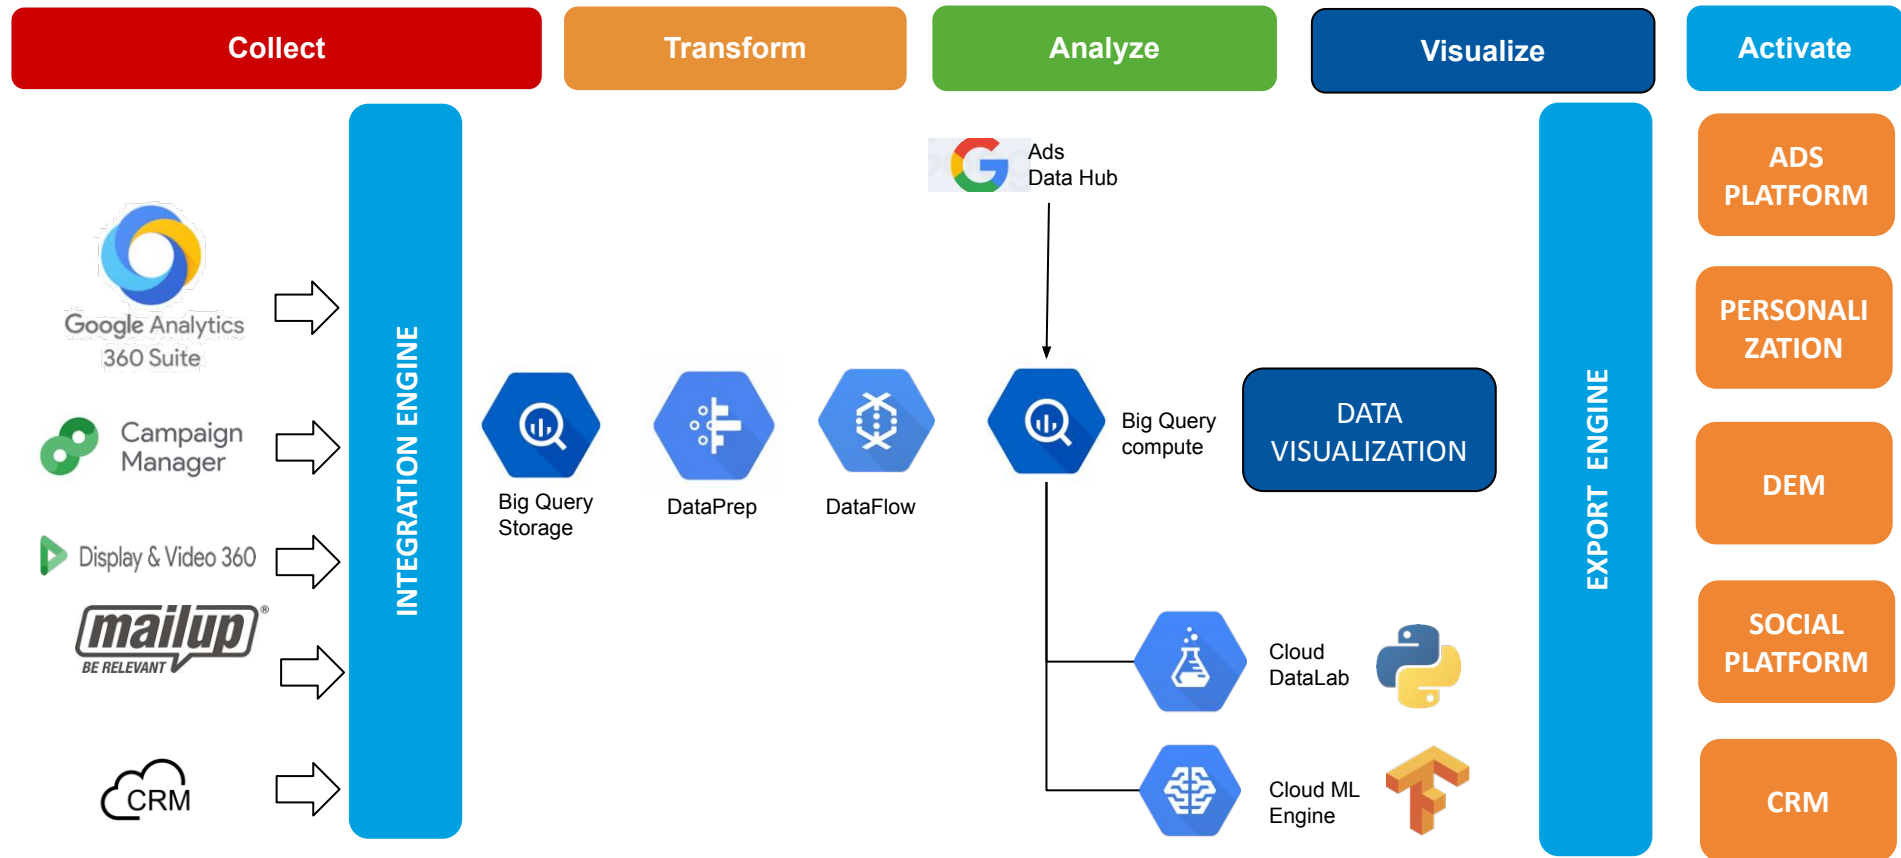 Collect
Transform
Analyze
Visualize
Activate
Google Analytics
360 Suite
Campaign
Manager
Display & Video 360
mailup®
BE RELEVANT
CRM
INTEGRATION ENGINE
Big Query
Storage
DataPrep
DataFlow
Ads
Data Hub
Big Query
compute
DATA
VISUALIZATION
Cloud
DataLab
Cloud ML
Engine
EXPORT ENGINE
ADS
PLATFORM
PERSONALI
ZATION
DEM
SOCIAL
PLATFORM
CRM